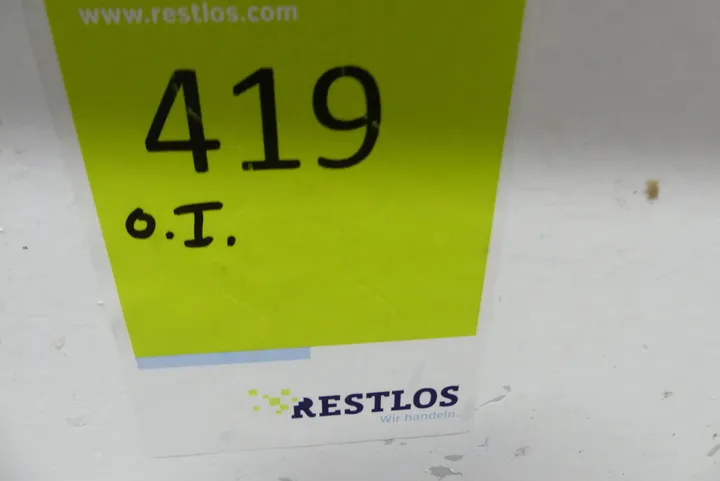 www.restlos.com
419
O.I.
RESTLOS
Wir handeln.